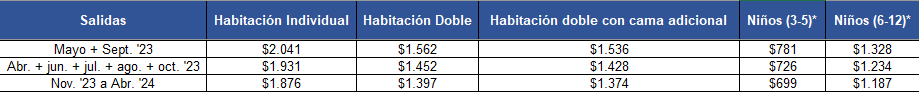 Salidas Habitación Individual Habitación Doble Habitación doble con cama adicional Niños (3-5)* Niños (6-12)*
Mayo + Sept. '23 $2.041 $1.562 $1.536 $781 $1.328
Abr. + jun. + jul. + ago. + oct. '23 $1.931 $1.452 $1.428 $726 $1.234
Nov. '23 a Abr. '24 $1.876 $1.397 $1.374 $699 $1.187